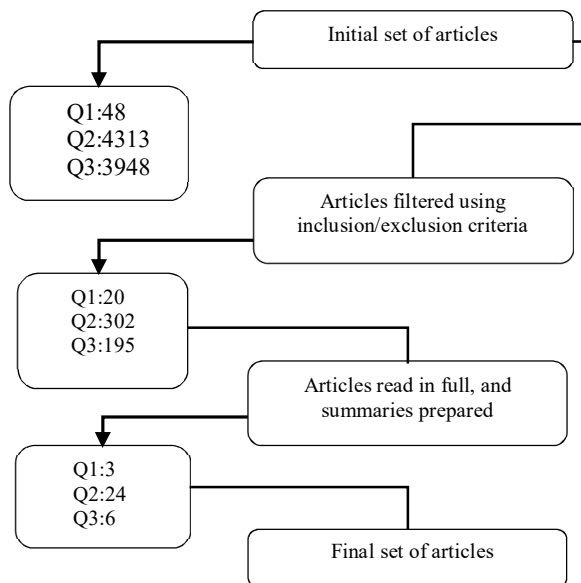 Initial set of articles
Q1:48
Q2:4313
Q3:3948
Articles filtered using
inclusion/exclusion criteria
Q1:20
Q2:302
Q3:195
Articles read in full, and
summaries prepared
Q1:3
Q2:24
Q3:6
Final set of articles